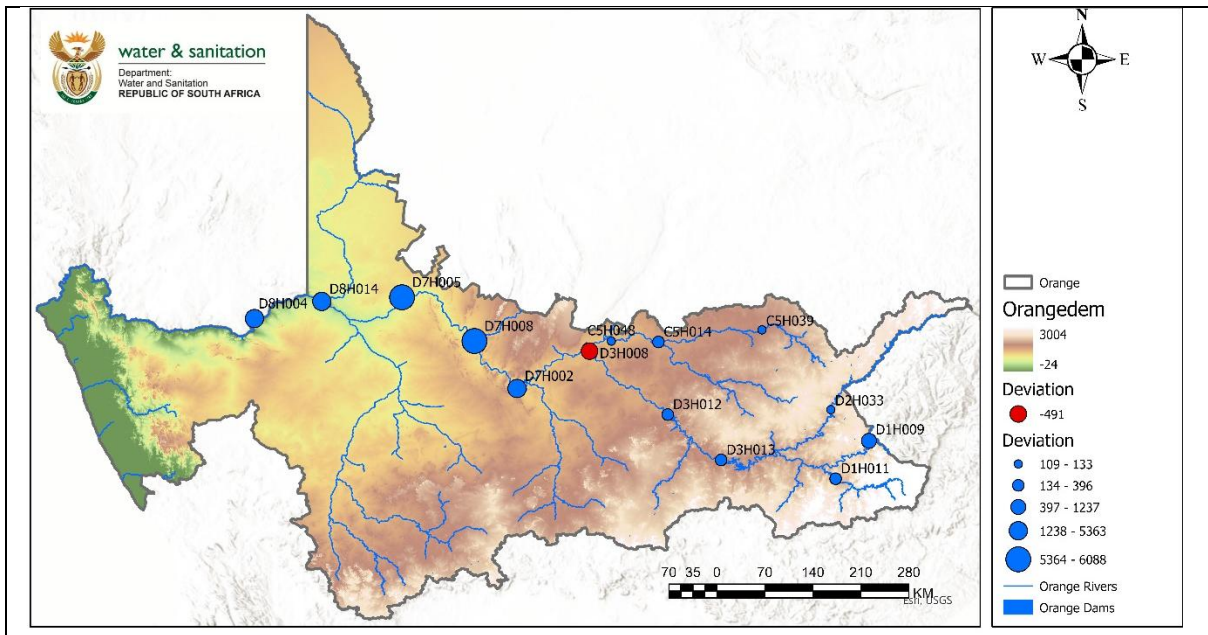 water & sanitation
Department:
Water and Sanitation
REPUBLIC OF SOUTH AFRICA
D8H004
D8H014
D7H005
D7H008
D7H002
C5H048
D3H008
C5H014
C5H039
D3H012
D3H013
D2H033
D1H009
D1H011
70 35 0 70 140 210 280
KM
Esri, USGS
N
W E
S
Orange
Orangedem
3004
-24
Deviation
-491
Deviation
109 - 133
134 - 396
397 - 1237
1238 - 5363
5364 - 6088
Orange Rivers
Orange Dams